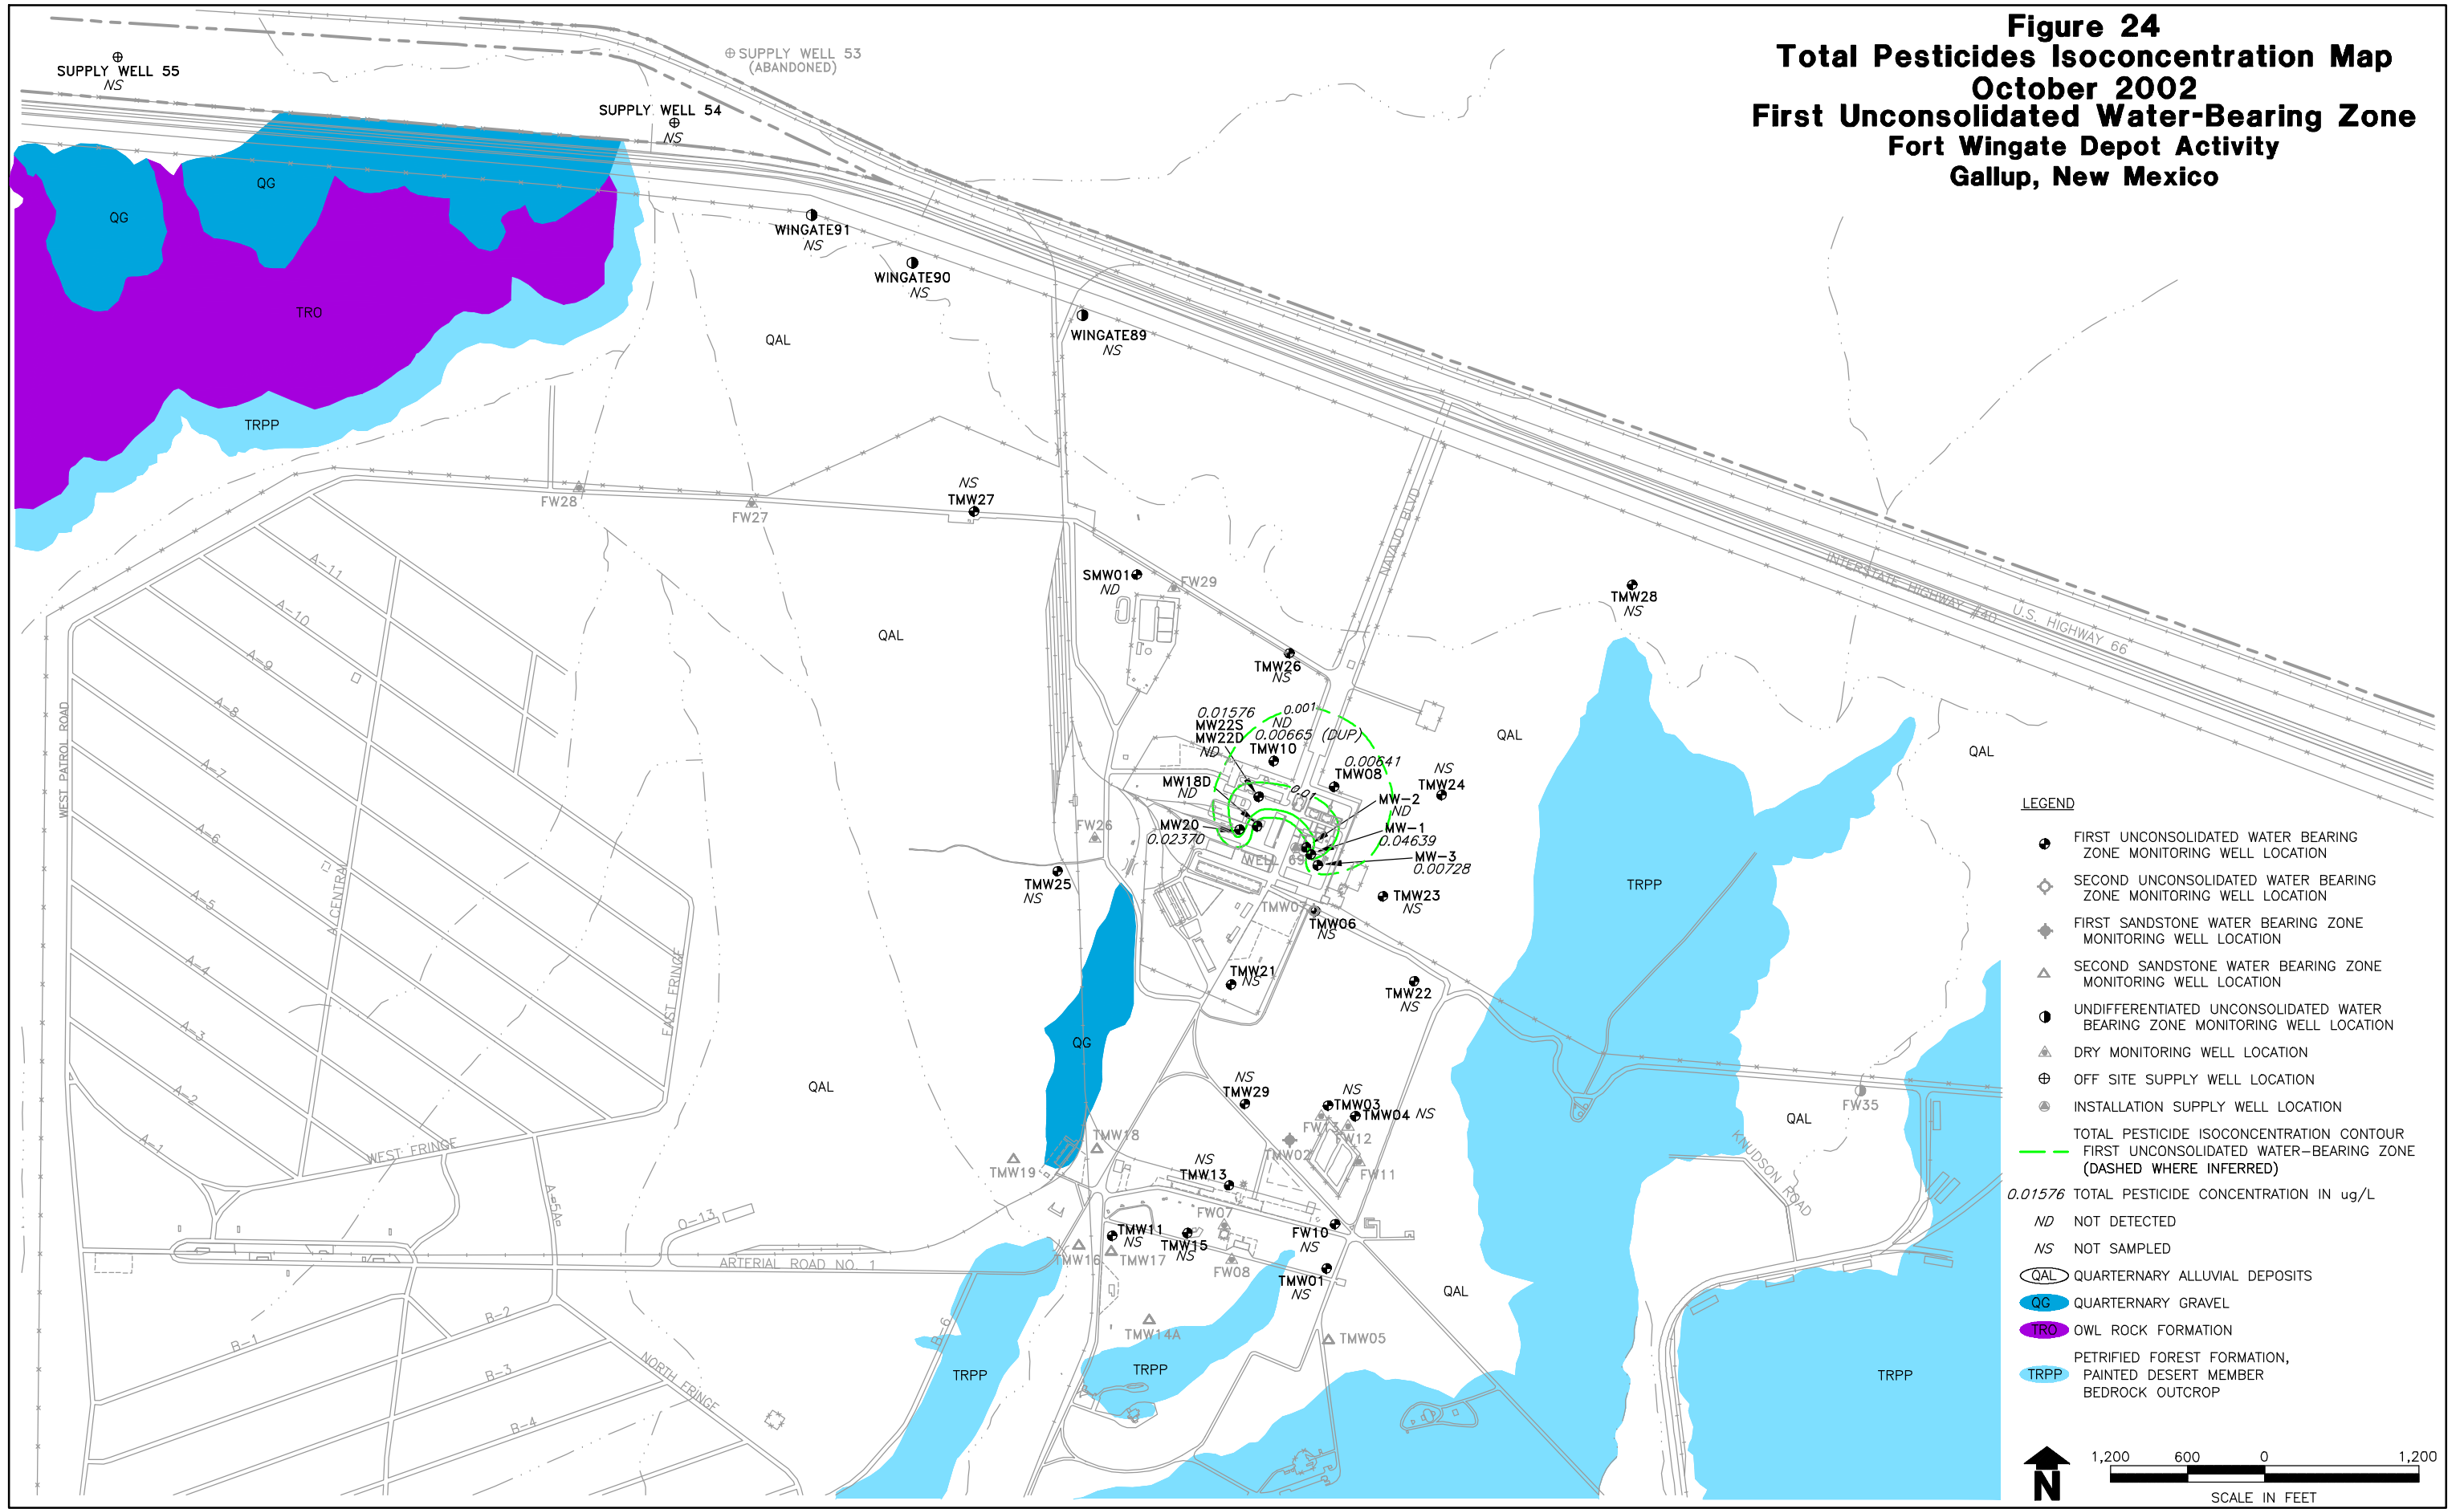 Figure 24
Total Pesticides Isoconcentration Map
October 2002
First Unconsolidated Water-Bearing Zone
Fort Wingate Depot Activity
Gallup, New Mexico
SUPPLY WELL 55
NS
SUPPLY WELL 53
(ABANDONED)
SUPPLY WELL 54
NS
QG
QG
TRO
TRPP
WINGATE91
NS
WINGATE90
NS
WINGATE89
NS
QAL
FW28
FW27
NS
TMW27
NAVAJO BLVD
INTERSTATE HIGHWAY #40
U.S. HIGHWAY 66
SMW01
ND
FW29
TMW28
NS
QAL
TMW26
NS
A-11
A-10
A-9
A-8
A-7
A-6
A-5
A-4
A-3
A-2
A-1
WEST PATROL ROAD
A CENTRAL
EAST FRINGE
WEST FRINGE
0.01576
MW22S
MW22D
ND
0.001
ND
0.00665 (DUP)
TMW10
0.00641
TMW08
NS
TMW24
QAL
QAL
MW18D
ND
0.01
MW-2
ND
MW20
0.02370
MW-1
0.04639
MW-3
0.00728
WELL 69
FW26
TMW25
NS
TMW23
NS
TMW07
TMW06
NS
TMW21
NS
TMW22
NS
TRPP
QG
QAL
NS
TMW29
NS
TMW03
TMW04 NS
FW13
FW12
FW11
TMW02
TMW18
TMW19
NS
TMW13
FW35
QAL
KNUDSON ROAD
A-5A
O-13
ARTERIAL ROAD NO. 1
TMW11
NS
TMW16
TMW17
TMW15
NS
FW07
FW08
FW10
NS
TMW01
NS
QAL
B-1
B-2
B-3
B-4
B-6
NORTH FRINGE
TMW14A
TMW05
TRPP
TRPP
TRPP
LEGEND
FIRST UNCONSOLIDATED WATER BEARING
ZONE MONITORING WELL LOCATION
SECOND UNCONSOLIDATED WATER BEARING
ZONE MONITORING WELL LOCATION
FIRST SANDSTONE WATER BEARING ZONE
MONITORING WELL LOCATION
SECOND SANDSTONE WATER BEARING ZONE
MONITORING WELL LOCATION
UNDIFFERENTIATED UNCONSOLIDATED WATER
BEARING ZONE MONITORING WELL LOCATION
DRY MONITORING WELL LOCATION
OFF SITE SUPPLY WELL LOCATION
INSTALLATION SUPPLY WELL LOCATION
TOTAL PESTICIDE ISOCONCENTRATION CONTOUR
FIRST UNCONSOLIDATED WATER-BEARING ZONE
(DASHED WHERE INFERRED)
0.01576 TOTAL PESTICIDE CONCENTRATION IN ug/L
ND NOT DETECTED
NS NOT SAMPLED
QAL QUARTERNARY ALLUVIAL DEPOSITS
QG QUARTERNARY GRAVEL
TRO OWL ROCK FORMATION
TRPP PETRIFIED FOREST FORMATION,
PAINTED DESERT MEMBER
BEDROCK OUTCROP
N
1,200 600 0 1,200
SCALE IN FEET